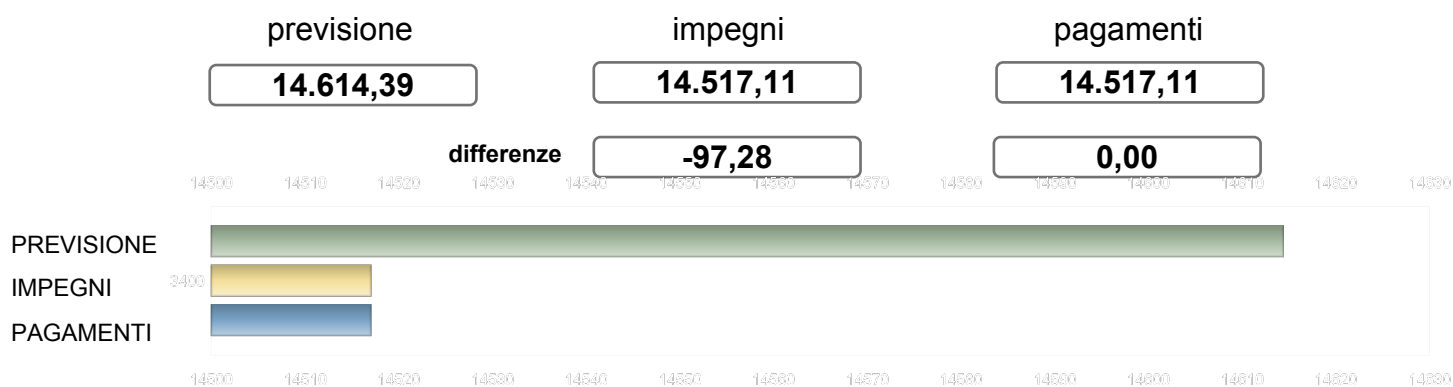 previsione impegni pagamenti
14.614,39 14.517,11 14.517,11
differenze -97,28 0,00
14500 14510 14520 14530 14540 14550 14560 14570 14580 14590 14600 14610 14620 14630
PREVISIONE
3400
IMPEGNI
PAGAMENTI
14500 14510 14520 14530 14540 14550 14560 14570 14580 14590 14600 14610 14620 14630